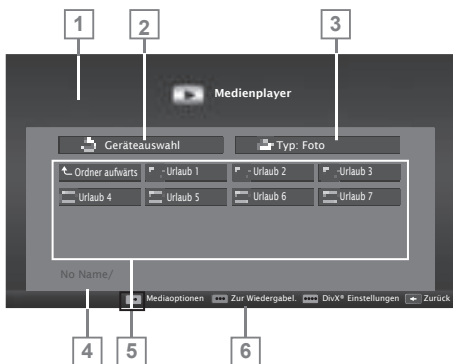 1
2
3
Medienplayer
Geräteauswahl
Typ: Foto
Ordner aufwärts
Urlaub 1
Urlaub 2
Urlaub 3
Urlaub 4
Urlaub 5
Urlaub 6
Urlaub 7
No Name/
Mediaoptionen
Zur Wiedergabel.
DivX® Einstellungen
Zurück
4
5
6